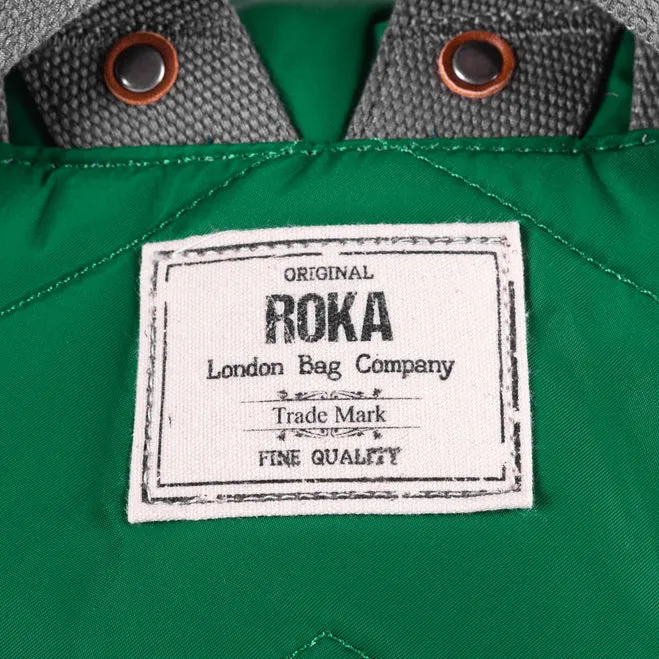 ORIGINAL
ROKA
London Bag Company
Trade Mark
FINE QUALITY